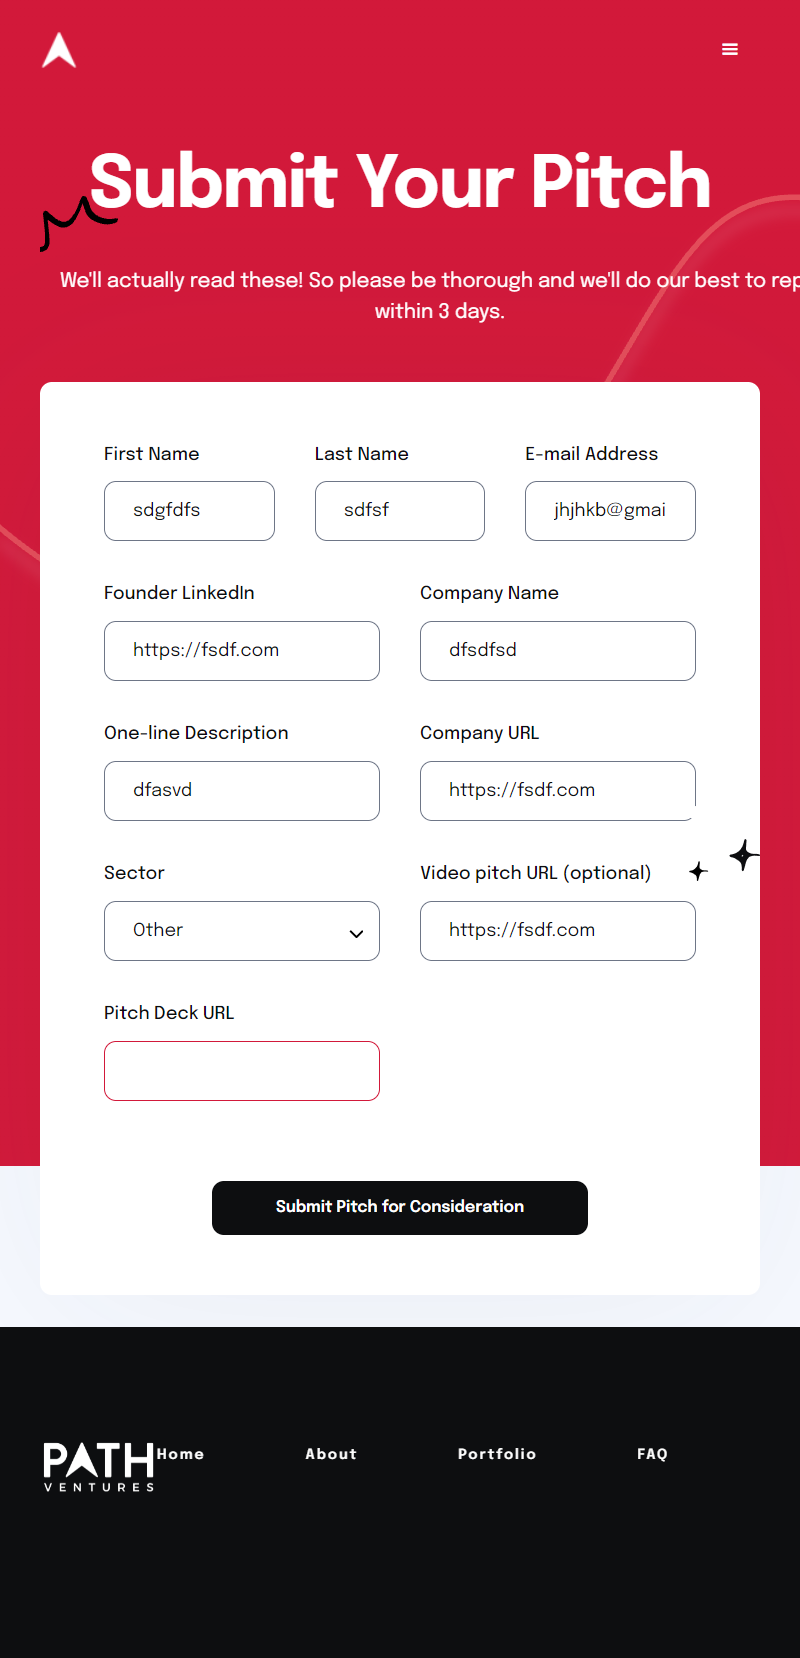 Submit Your Pitch
We'll actually read these! So please be thorough and we'll do our best to
within 3 days.
First Name
Last Name
E-mail Address
sdgfdfs
sdfsf
jhjhkb@gmai
Founder LinkedIn
Company Name
https://fsdf.com
dfsdfsd
One-line Description
Company URL
dfasvd
https://fsdf.com
Sector
Video pitch URL (optional)
Other
https://fsdf.com
Pitch Deck URL
Submit Pitch for Consideration
PATH
VENTURES
Home
About
Portfolio
FAQ